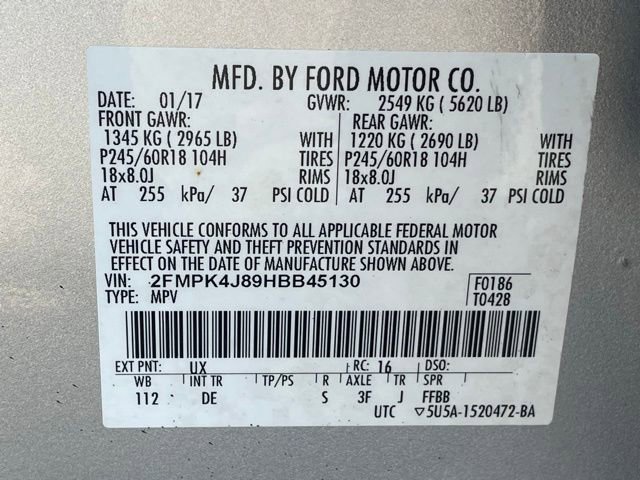 MFD. BY FORD MOTOR CO.
DATE: 01/17 GVWR: 2549 KG ( 5620 LB)
FRONT GAWR: REAR GAWR:
1345 KG ( 2965 LB) WITH 1220 KG ( 2690 LB) WITH
P245/60R18 104H TIRES P245/60R18 104H TIRES
18x8.0J RIMS 18x8.0J RIMS
AT 255 kPa/ 37 PSI COLD AT 255 kPa/ 37 PSI COLD
THIS VEHICLE CONFORMS TO ALL APPLICABLE FEDERAL MOTOR
VEHICLE SAFETY AND THEFT PREVENTION STANDARDS IN
EFFECT ON THE DATE OF MANUFACTURE SHOWN ABOVE.
VIN: 2FMPK4J89HBB45130 F0186
TYPE: MPV T0428
EXT PNT: UX RC: 16 DSO:
WB INT TR TP/PS R AXLE TR SPR
112 DE S 3F J FFBB
UTC ▽5U5A-1520472-BA